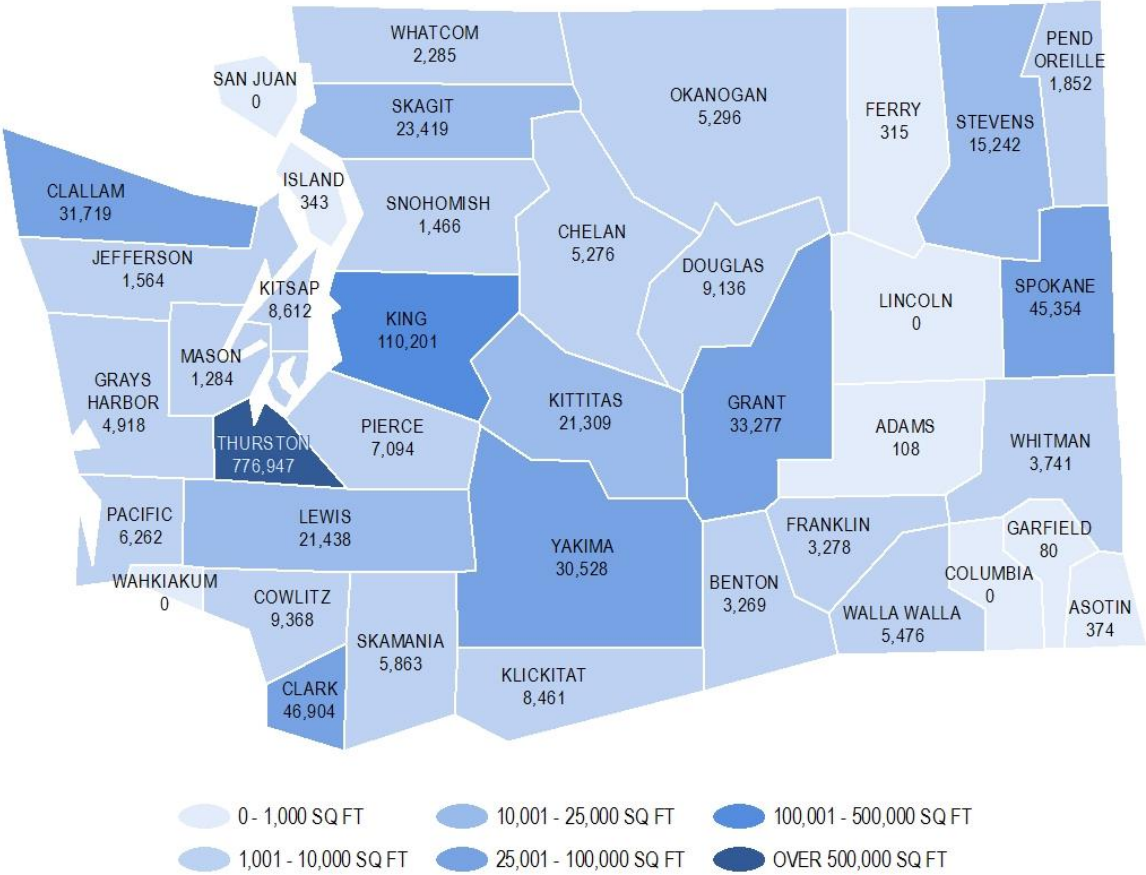 WHATCOM
2,285
SAN JUAN
0
SKAGIT
23,419
OKANOGAN
5,296
FERRY
315
STEVENS
15,242
PEND
OREILLE
1,852
CLALLAM
31,719
ISLAND
343
SNOHOMISH
1,466
CHELAN
5,276
DOUGLAS
9,136
JEFFERSON
1,564
KITSAP
8,612
KING
110,201
LINCOLN
0
SPOKANE
45,354
MASON
1,284
GRAYS
HARBOR
4,918
THURSTON
776,947
PIERCE
7,094
KITTITAS
21,309
GRANT
33,277
ADAMS
108
WHITMAN
3,741
PACIFIC
6,262
LEWIS
21,438
YAKIMA
30,528
BENTON
3,269
FRANKLIN
3,278
GARFIELD
80
COLUMBIA
0
WAHKIAKUM
0
COWLITZ
9,368
SKAMANIA
5,863
WALLA WALLA
5,476
ASOTIN
374
CLARK
46,904
KLICKITAT
8,461
0 - 1,000 SQ FT
10,001 - 25,000 SQ FT
100,001 - 500,000 SQ FT
1,001 - 10,000 SQ FT
25,001 - 100,000 SQ FT
OVER 500,000 SQ FT